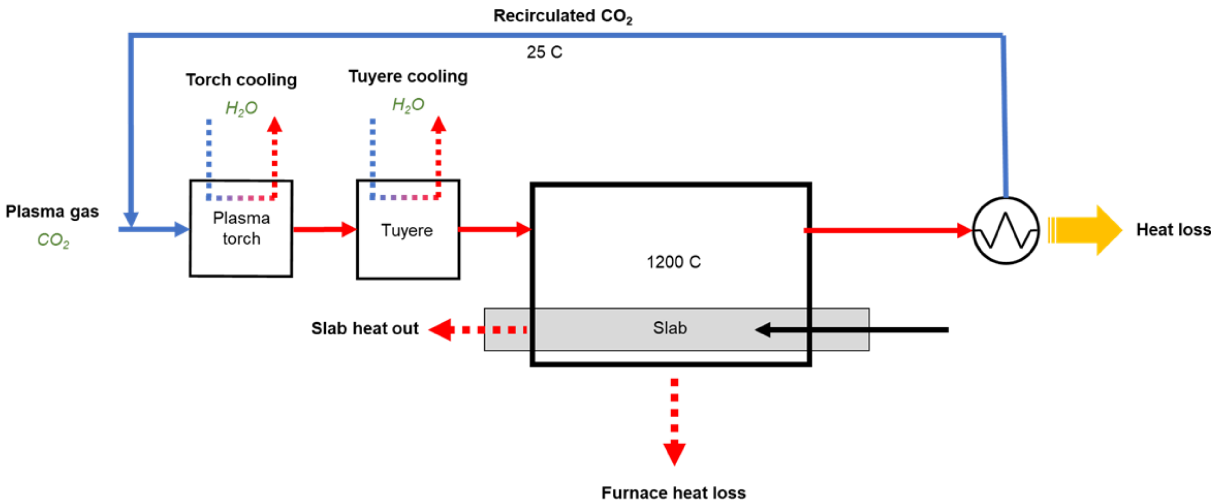 Recirculated CO₂
25 C
Torch cooling
H₂O
Tuyere cooling
H₂O
Plasma gas
CO₂
Plasma
torch
Tuyere
1200 C
Heat loss
Slab heat out
Slab
Furnace heat loss